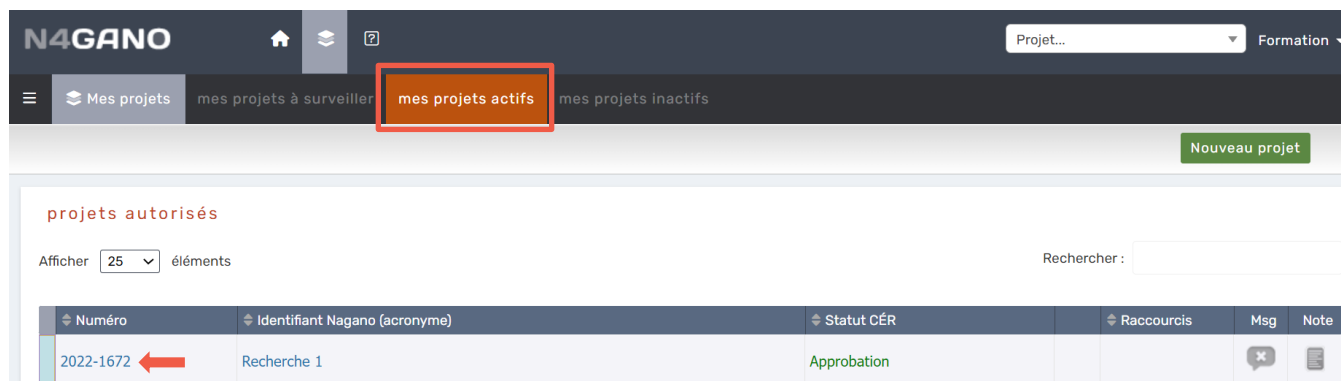 N4GANO Projet... Formation
Mes projets mes projets à surveiller mes projets actifs mes projets inactifs
Nouveau projet
projets autorisés
Afficher 25 éléments Rechercher :
Numéro Identifiant Nagano (acronyme) Statut CÉR Raccourcis Msg Note
2022-1672 Recherche 1 Approbation